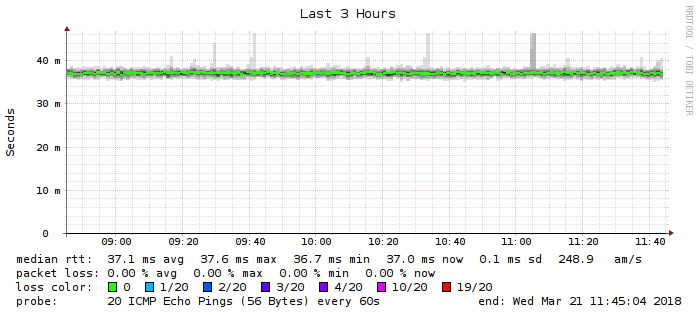 Last 3 Hours
RRDTOOL / TOBI OETIKER
Seconds
40 m
30 m
20 m
10 m
0
09:00 09:20 09:40 10:00 10:20 10:40 11:00 11:20 11:40
median rtt: 37.1 ms avg 37.6 ms max 36.7 ms min 37.0 ms now 0.1 ms sd 248.9 am/s
packet loss: 0.00 % avg 0.00 % max 0.00 % min 0.00 % now
loss color: 0 1/20 2/20 3/20 4/20 10/20 19/20
probe: 20 ICMP Echo Pings (56 Bytes) every 60s end: Wed Mar 21 11:45:04 2018